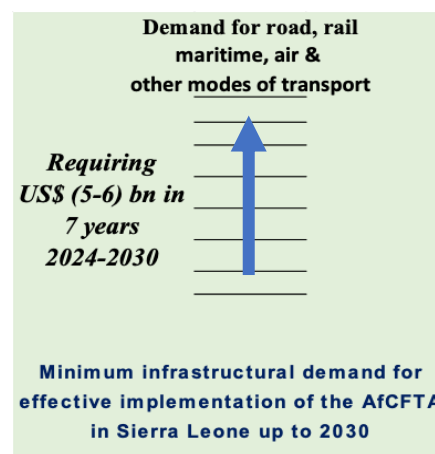 Demand for road, rail
maritime, air &
other modes of transport
Requiring
US$ (5-6) bn in
7 years
2024-2030
Minimum infrastructural demand for
effective implementation of the AfCFTA
in Sierra Leone up to 2030